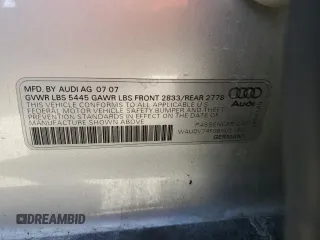 MFD. BY AUDI AG 07 07
GVWR LBS 5445 GAWR LBS FRONT 2833/REAR 2778
THIS VEHICLE CONFORMS TO ALL APPLICABLE
FEDERAL MOTOR VEHICLE SAFETY BUMPER AND THEFT
PREVENTION STANDARDS IN EFFECT ON THE DATE OF
MANUFACTURE SHOWN ABOVE
Audi
PASSENGER CAR
DREAMBID